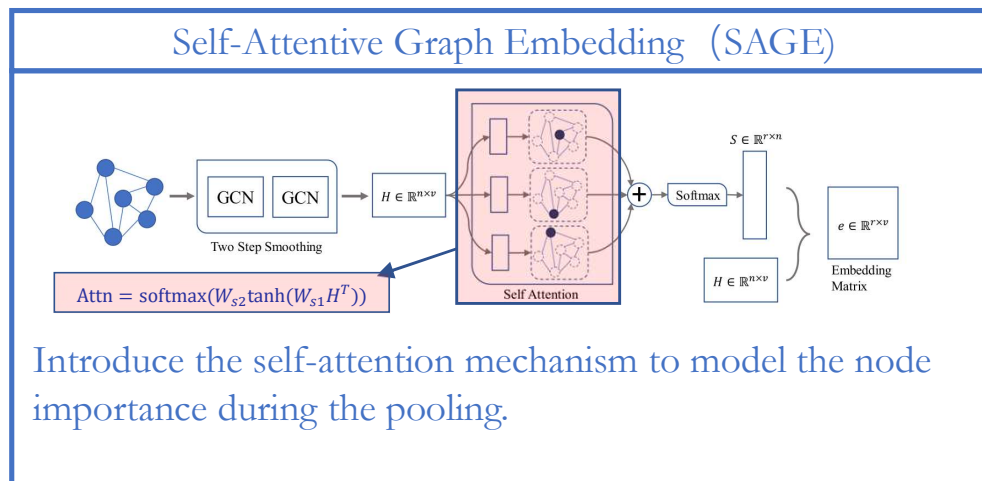 Self-Attentive Graph Embedding (SAGE)
GCN GCN
Two Step Smoothing
H ∈ ℝ^{n×v}
Self Attention
+
Softmax
S ∈ ℝ^{r×n}
H ∈ ℝ^{n×v}
e ∈ ℝ^{r×v}
Embedding
Matrix
Attn = softmax(W_{s2}tanh(W_{s1}H^T))
Introduce the self-attention mechanism to model the node
importance during the pooling.